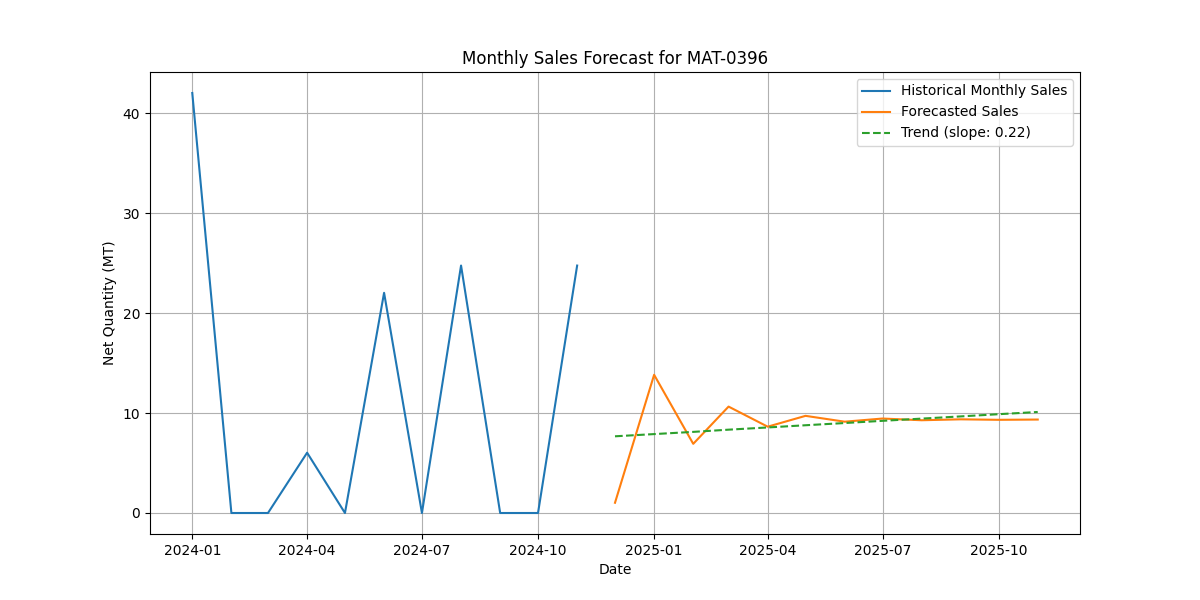 Monthly Sales Forecast for MAT-0396
Historical Monthly Sales
Forecasted Sales
Trend (slope: 0.22)
Net Quantity (MT)
40
30
20
10
0
2024-01
2024-04
2024-07
2024-10
2025-01
2025-04
2025-07
2025-10
Date